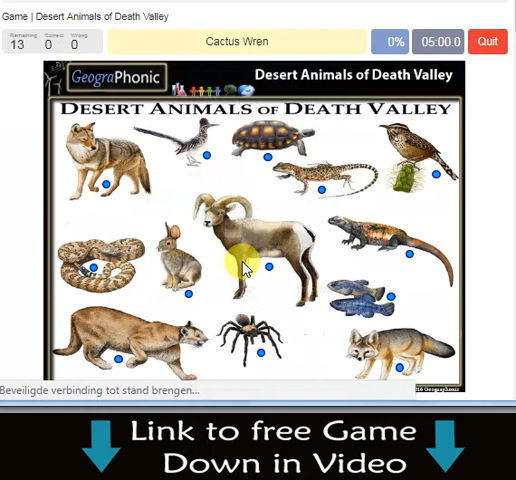 Game | Desert Animals of Death Valley
Remaining Correct Wrong
13 0 0
Cactus Wren
0%
05:00.0
Quit
GeograPhonic
Desert Animals of Death Valley
DESERT ANIMALS OF DEATH VALLEY
Beveiligde verbinding tot stand brengen...
Geographonic
Link to free Game
Down in Video